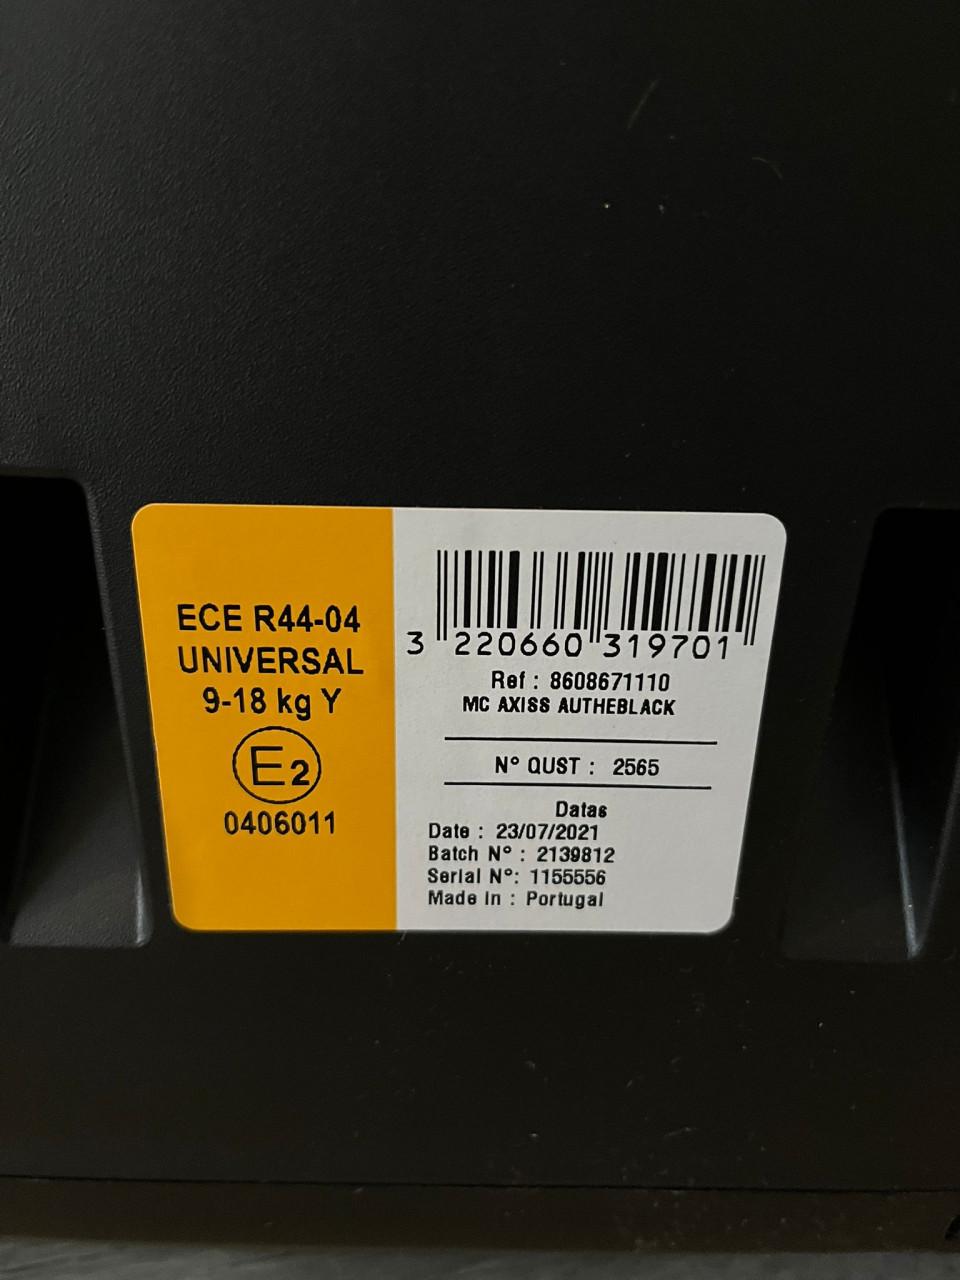 ECE R44-04
UNIVERSAL
9-18 kg Y
E2
0406011
3 220660 319701
Ref : 8608671110
MC AXISS AUTHEBLACK
N° QUST : 2565
Datas
Date : 23/07/2021
Batch N° : 2139812
Serial N°: 1155556
Made In : Portugal